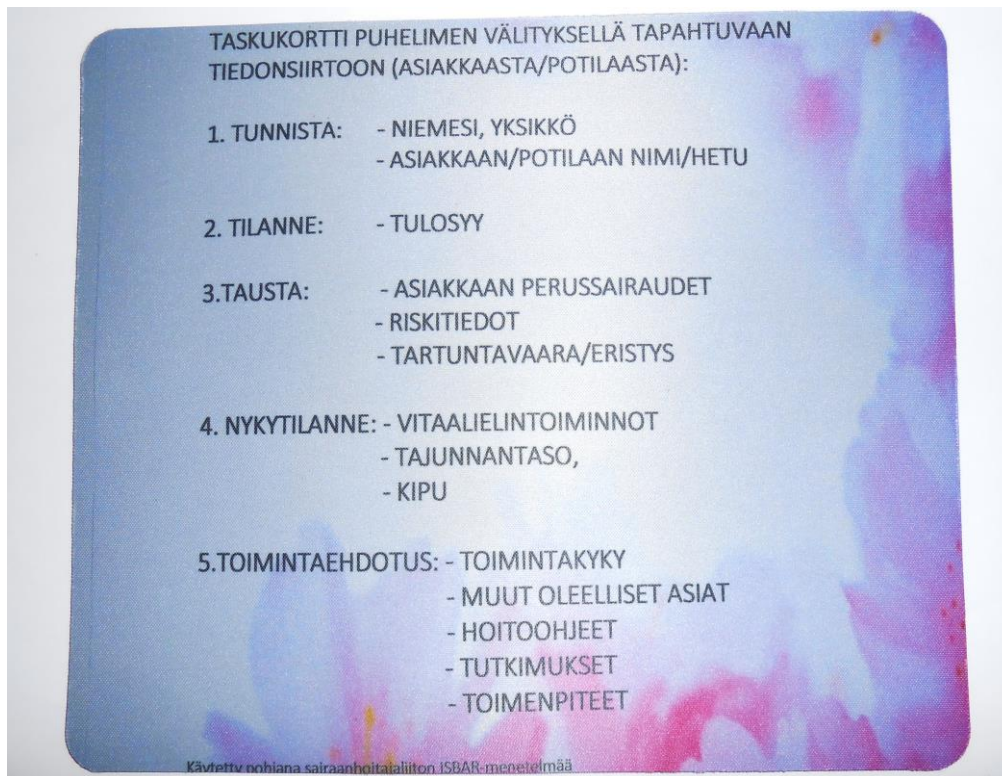 TASKUKORTTI PUHELIMEN VÄLITYKSELLÄ TAPAHTUVAAN
TIEDONSIIRTOON (ASIAKKAASTA/POTILAASTA):
1. TUNNISTA: - NIEMESI, YKSIKKÖ
- ASIAKKAAN/POTILAAN NIMI/HETU
2. TILANNE: - TULOSYY
3.TAUSTA: - ASIAKKAAN PERUSSAIRAUDET
- RISKITIEDOT
- TARTUNTAVAARA/ERISTYS
4. NYKYTILANNE: - VITAALIELINTOIMINNOT
- TAJUNNANTASO,
- KIPU
5.TOIMINTAEHDOTUS: - TOIMINTAKYKY
- MUUT OLEELLISET ASIAT
- HOITOOHJEET
- TUTKIMUKSET
- TOIMENPITEET
Käytetty pohjana sairaanhoitajaliiton ISBAR-menetelmää